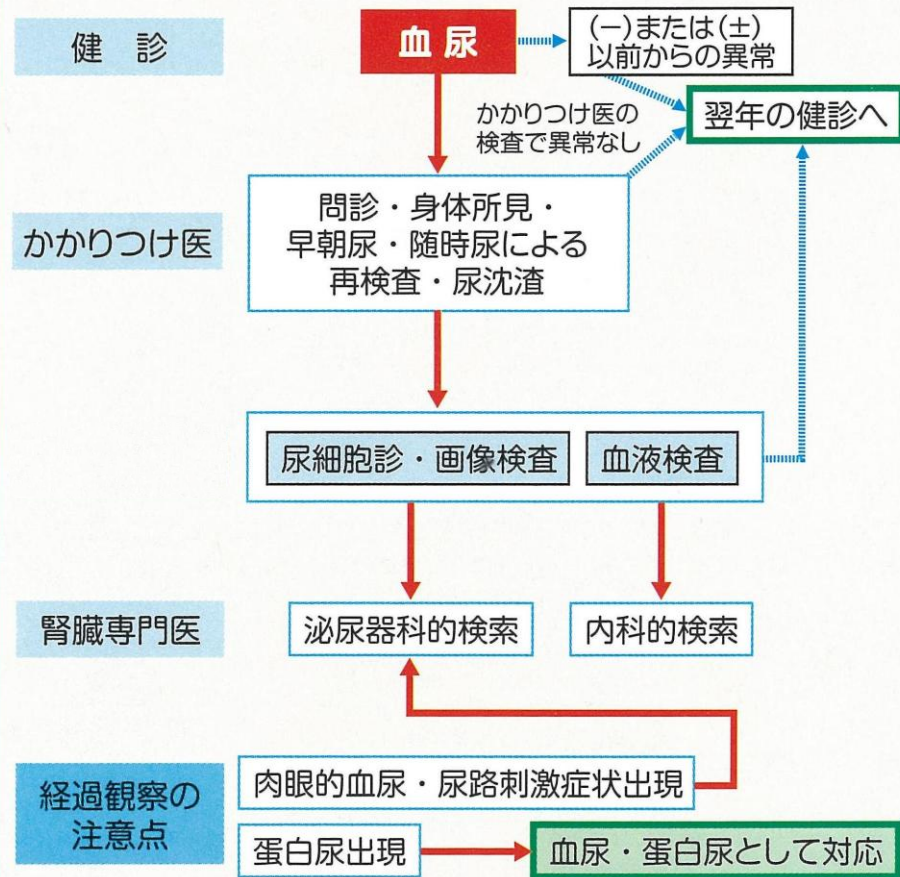 健 診
血 尿
(－)または(±)
以前からの異常
かかりつけ医の
検査で異常なし
翌年の健診へ
かかりつけ医
問診・身体所見・
早朝尿・随時尿による
再検査・尿沈渣
尿細胞診・画像検査
血液検査
腎臓専門医
泌尿器科的検索
内科的検索
経過観察の
注意点
肉眼的血尿・尿路刺激症状出現
蛋白尿出現
血尿・蛋白尿として対応